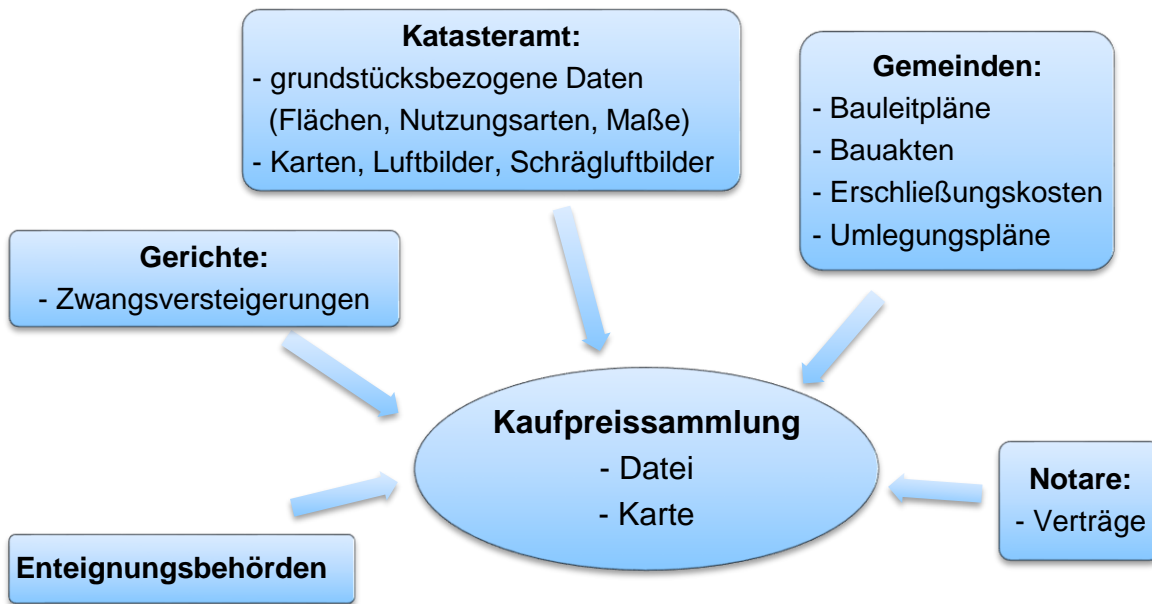 Katasteramt:
- grundstücksbezogene Daten
(Flächen, Nutzungsarten, Maße)
- Karten, Luftbilder, Schrägluftbilder
Gemeinden:
- Bauleitpläne
- Bauakten
- Erschließungskosten
- Umlegungspläne
Gerichte:
- Zwangsversteigerungen
Kaufpreissammlung
- Datei
- Karte
Notare:
- Verträge
Enteignungsbehörden